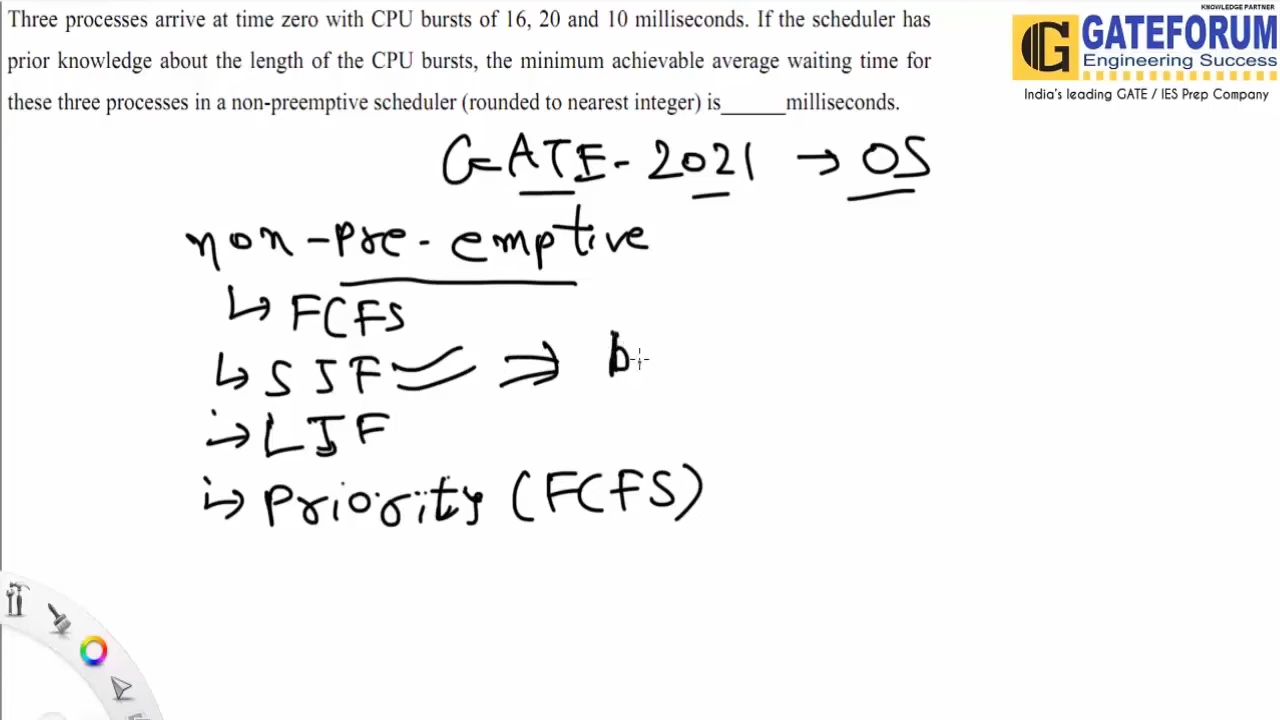 Three processes arrive at time zero with CPU bursts of 16, 20 and 10 milliseconds. If the scheduler has
prior knowledge about the length of the CPU bursts, the minimum achievable average waiting time for
these three processes in a non-preemptive scheduler (rounded to nearest integer) is______milliseconds.
KNOWLEDGE PARTNER
GATEFORUM
Engineering Success
India's leading GATE / IES Prep Company
GATE-2021 → OS
non-pre-emptive
↳ FCFS
↳ SJF ⇒ b
→ LJF
↳ Priority (FCFS)